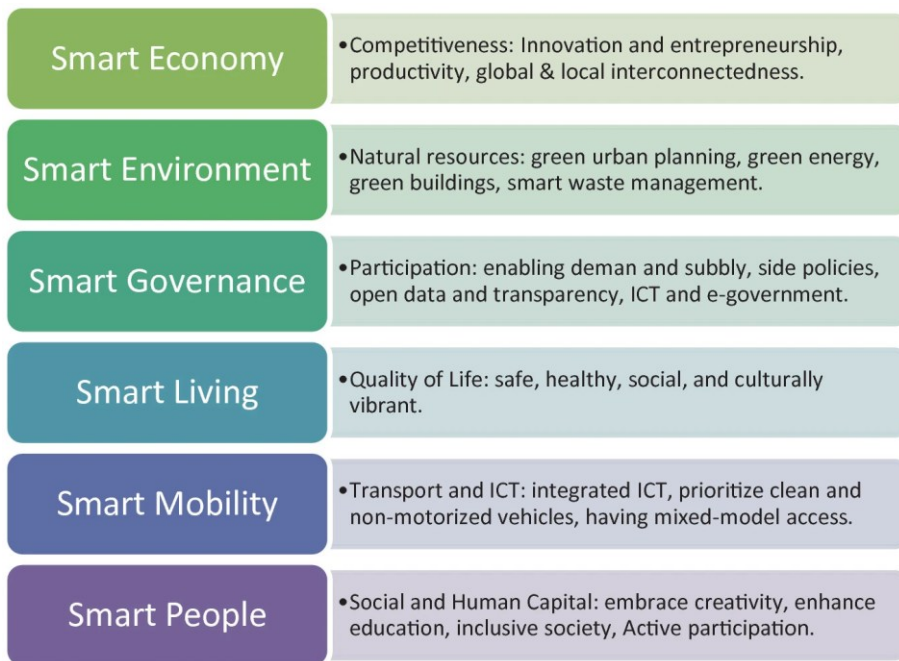 Smart Economy
•Competitiveness: Innovation and entrepreneurship,
productivity, global & local interconnectedness.
Smart Environment
•Natural resources: green urban planning, green energy,
green buildings, smart waste management.
Smart Governance
•Participation: enabling deman and subbly, side policies,
open data and transparency, ICT and e-government.
Smart Living
•Quality of Life: safe, healthy, social, and culturally
vibrant.
Smart Mobility
•Transport and ICT: integrated ICT, prioritize clean and
non-motorized vehicles, having mixed-model access.
Smart People
•Social and Human Capital: embrace creativity, enhance
education, inclusive society, Active participation.